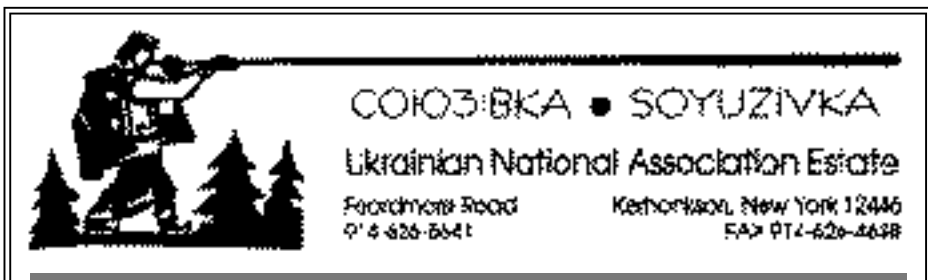 СОЮЗІВКА ● SOYUZIVKA
Ukrainian National Association Estate
Foordmore Road Kerhonkson, New York 12446
914-626-5641 FAX 914-626-4638